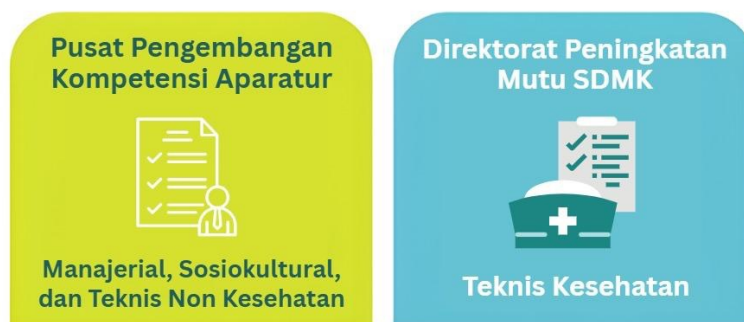 Pusat Pengembangan
Kompetensi Aparatur
Manajerial, Sosiokultural,
dan Teknis Non Kesehatan
Direktorat Peningkatan
Mutu SDMK
Teknis Kesehatan